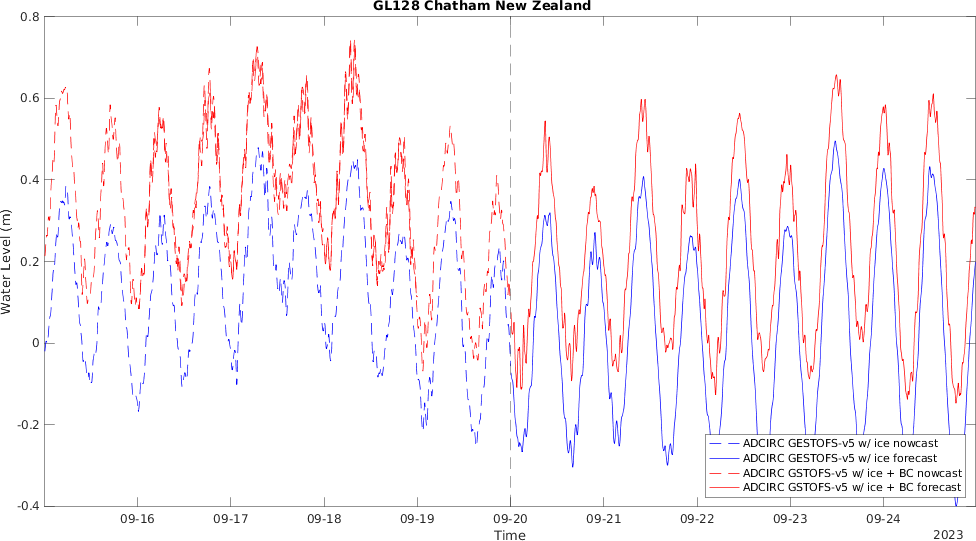 GL128 Chatham New Zealand
0.8
0.6
0.4
0.2
0
-0.2
-0.4
Water Level (m)
ADCIRC GESTOFS-v5 w/ ice nowcast
ADCIRC GESTOFS-v5 w/ ice forecast
ADCIRC GSTOFS-v5 w/ ice + BC nowcast
ADCIRC GSTOFS-v5 w/ ice + BC forecast
09-16 09-17 09-18 09-19 09-20 09-21 09-22 09-23 09-24
Time
2023